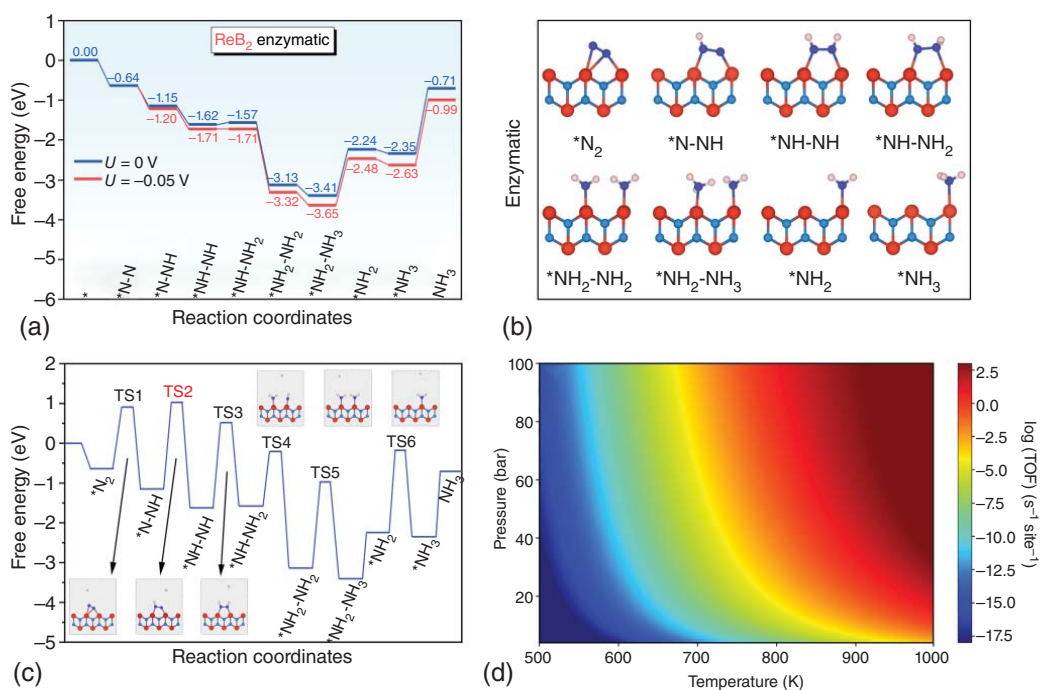 1
0
–1
–2
–3
–4
–5
–6
Free energy (eV)
ReB2 enzymatic
0.00
–0.64
–1.15
–1.20
–1.62
–1.71
–1.57
–1.71
–3.13
–3.32
–3.41
–3.65
–2.24
–2.48
–2.35
–2.63
–0.71
–0.99
U = 0 V
U = –0.05 V
*
*N-N
*N-NH
*NH-NH
*NH-NH2
*NH2-NH2
*NH2-NH3
*NH2
*NH3
NH3
Reaction coordinates
(a)
Enzymatic
*N2
*N-NH
*NH-NH
*NH-NH2
*NH2-NH2
*NH2-NH3
*NH2
*NH3
(b)
2
1
0
–1
–2
–3
–4
–5
Free energy (eV)
TS1
TS2
TS3
TS4
TS5
TS6
*N2
*N-NH
*NH-NH
*NH-NH2
*NH2-NH2
*NH2-NH3
*NH2
*NH3
NH3
Reaction coordinates
(c)
100
80
60
40
20
Pressure (bar)
500 600 700 800 900 1000
Temperature (K)
2.5
0.0
–2.5
–5.0
–7.5
–10.0
–12.5
–15.0
–17.5
log (TOF) (s–1 site–1)
(d)